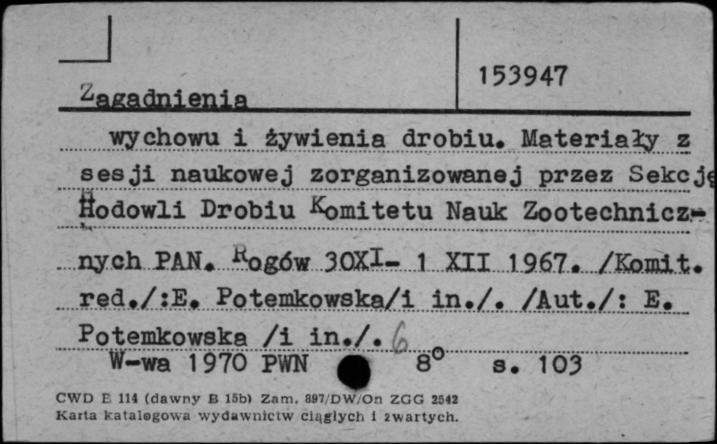 153947
Zagadnienia
wychowu i żywienia drobiu. Materiały z
sesji naukowej zorganizowanej przez Sekcję
Hodowli Drobiu Komitetu Nauk Zootechnicz-
nych PAN. Rogów 30XI- 1 XII 1967. /Komit.
red./:E. Potemkowska/i in./. /Aut./: E.
Potemkowska /i in./. 6
W-wa 1970 PWN 8° s. 103
CWD E 114 (dawny B 15b) Zam. 897/DW/On ZGG 2542
Karta katalogowa wydawnictw ciągłych i zwartych.